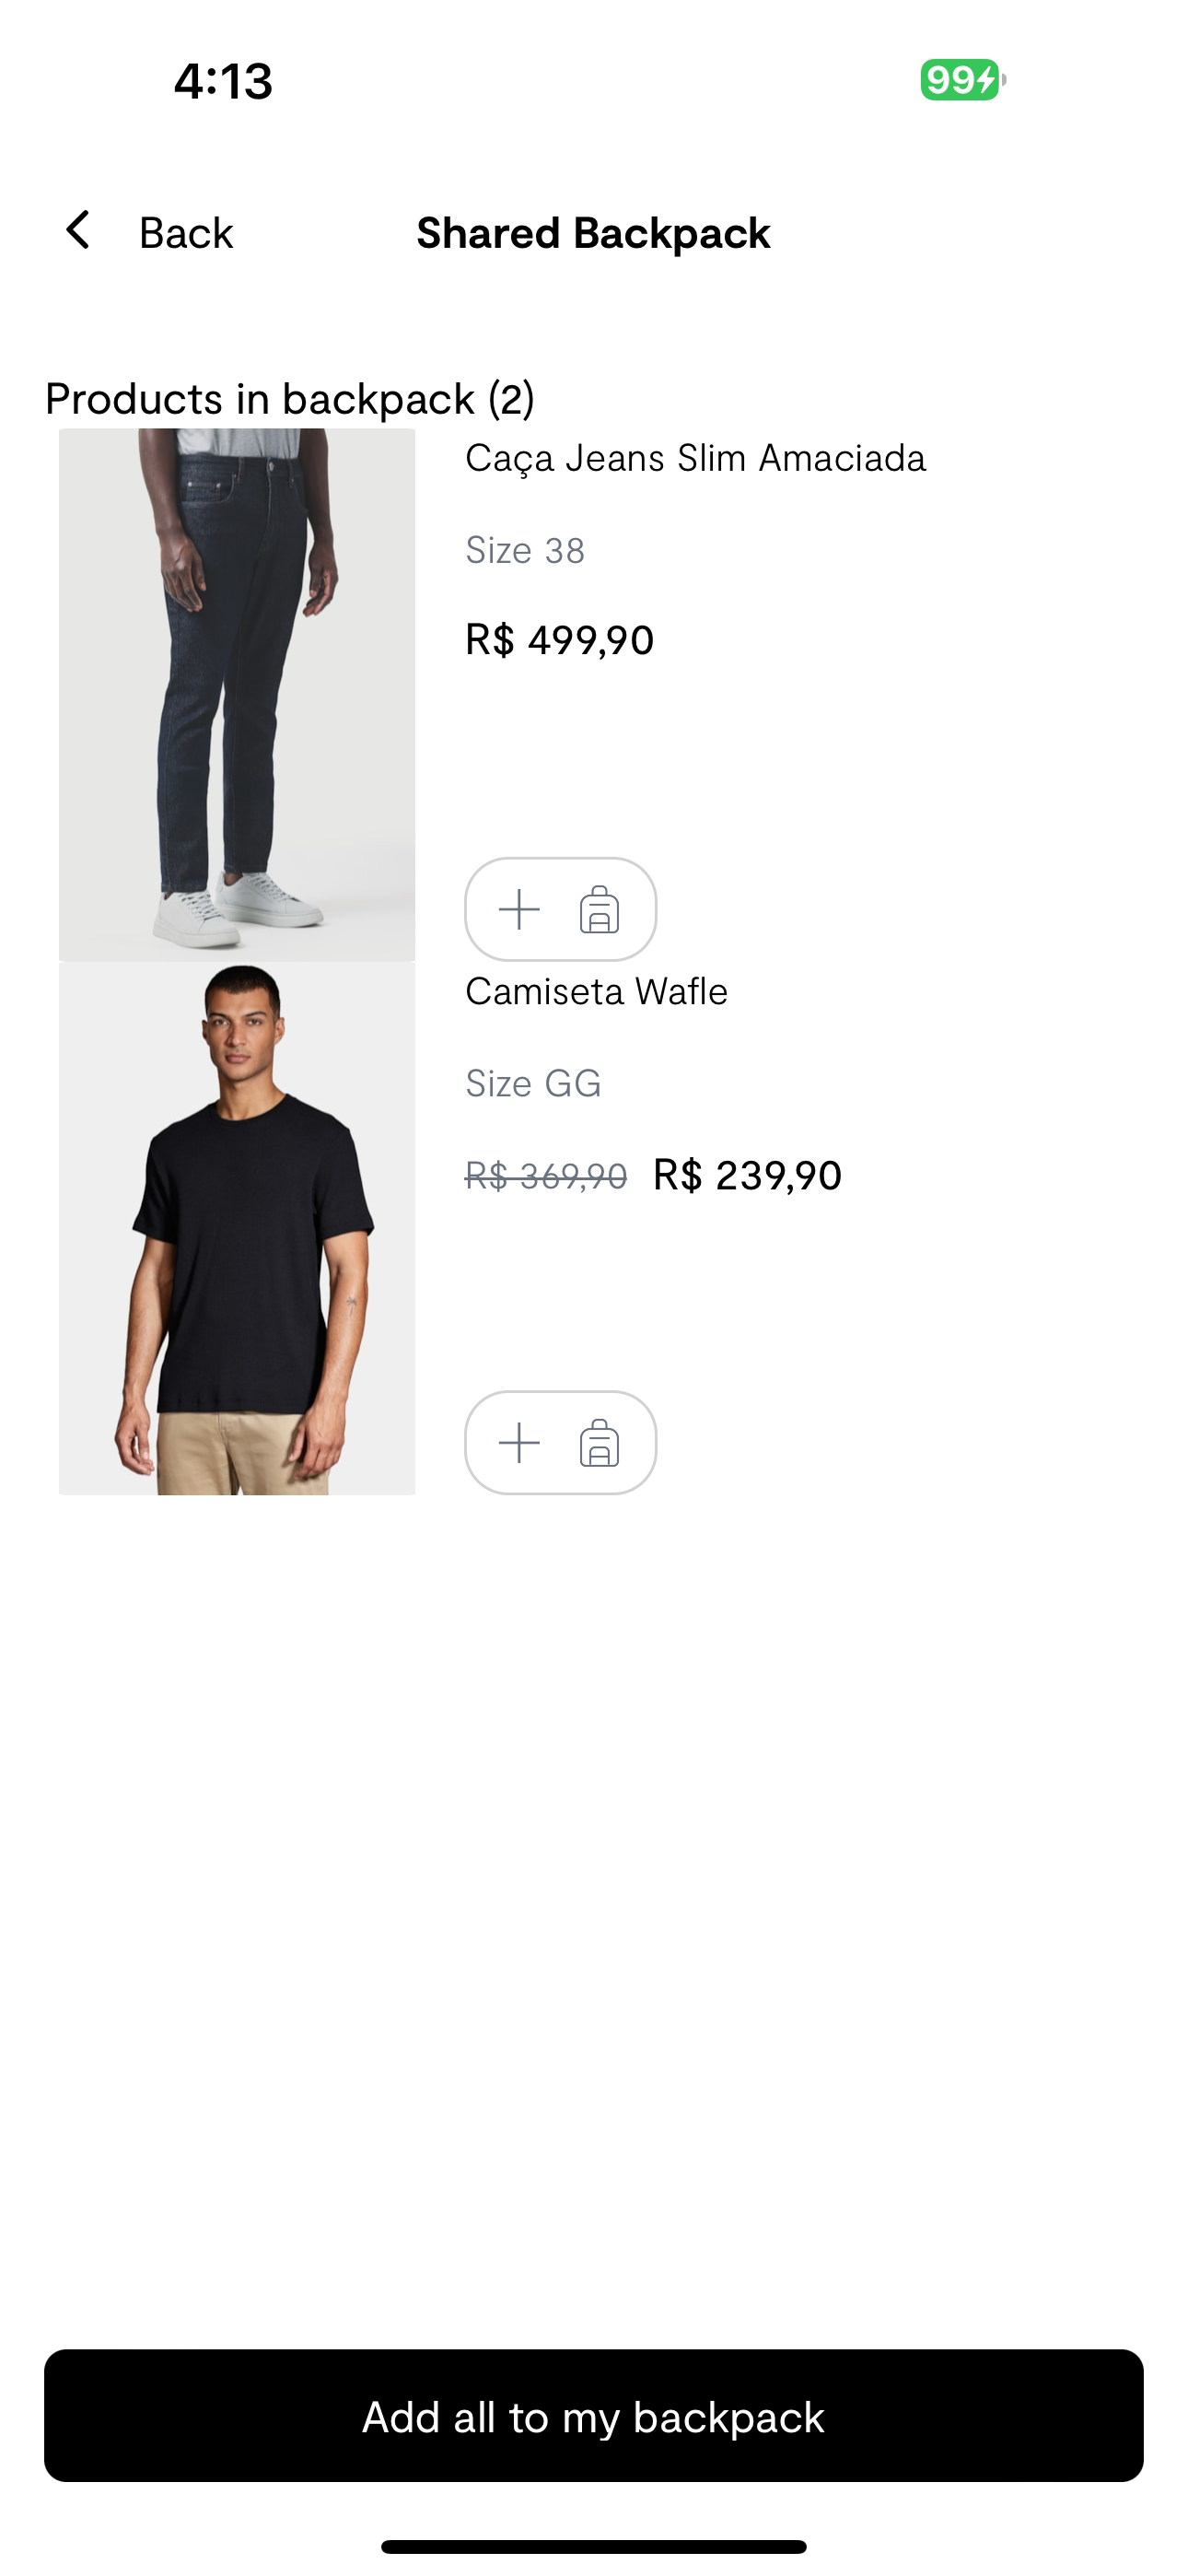 4:13
99
Back
Shared Backpack
Products in backpack (2)
Caça Jeans Slim Amaciada
Size 38
R$ 499,90
Camiseta Wafle
Size GG
R$ 369,90 R$ 239,90
Add all to my backpack